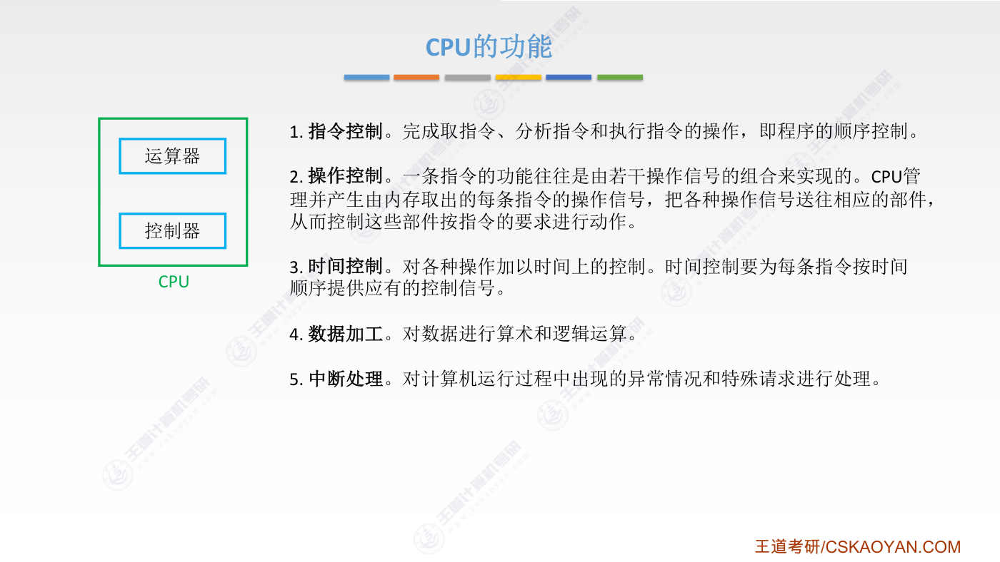 CPU的功能
运算器
控制器
CPU
1. 指令控制。完成取指令、分析指令和执行指令的操作，即程序的顺序控制。
2. 操作控制。一条指令的功能往往是由若干操作信号的组合来实现的。CPU管
理并产生由内存取出的每条指令的操作信号，把各种操作信号送往相应的部件，
从而控制这些部件按指令的要求进行动作。
3. 时间控制。对各种操作加以时间上的控制。时间控制要为每条指令按时间
顺序提供应有的控制信号。
4. 数据加工。对数据进行算术和逻辑运算。
5. 中断处理。对计算机运行过程中出现的异常情况和特殊请求进行处理。
王道考研/CSKAOYAN.COM